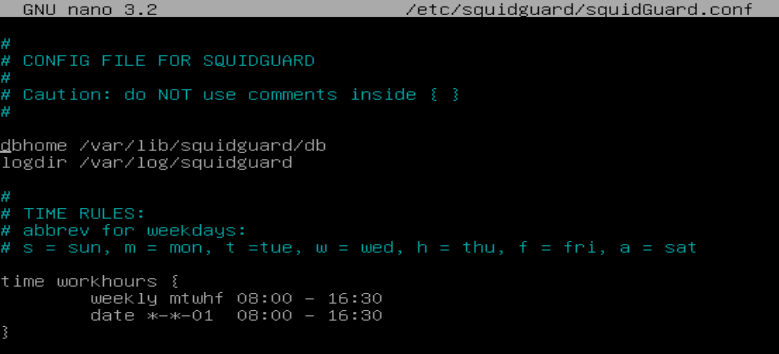 GNU nano 3.2 /etc/squidguard/squidGuard.conf
#
# CONFIG FILE FOR SQUIDGUARD
#
# Caution: do NOT use comments inside { }
#
dbhome /var/lib/squidguard/db
logdir /var/log/squidguard
#
# TIME RULES:
# abbrev for weekdays:
# s = sun, m = mon, t =tue, w = wed, h = thu, f = fri, a = sat
time workhours {
weekly mtwhf 08:00 - 16:30
date *-*-01 08:00 - 16:30
}